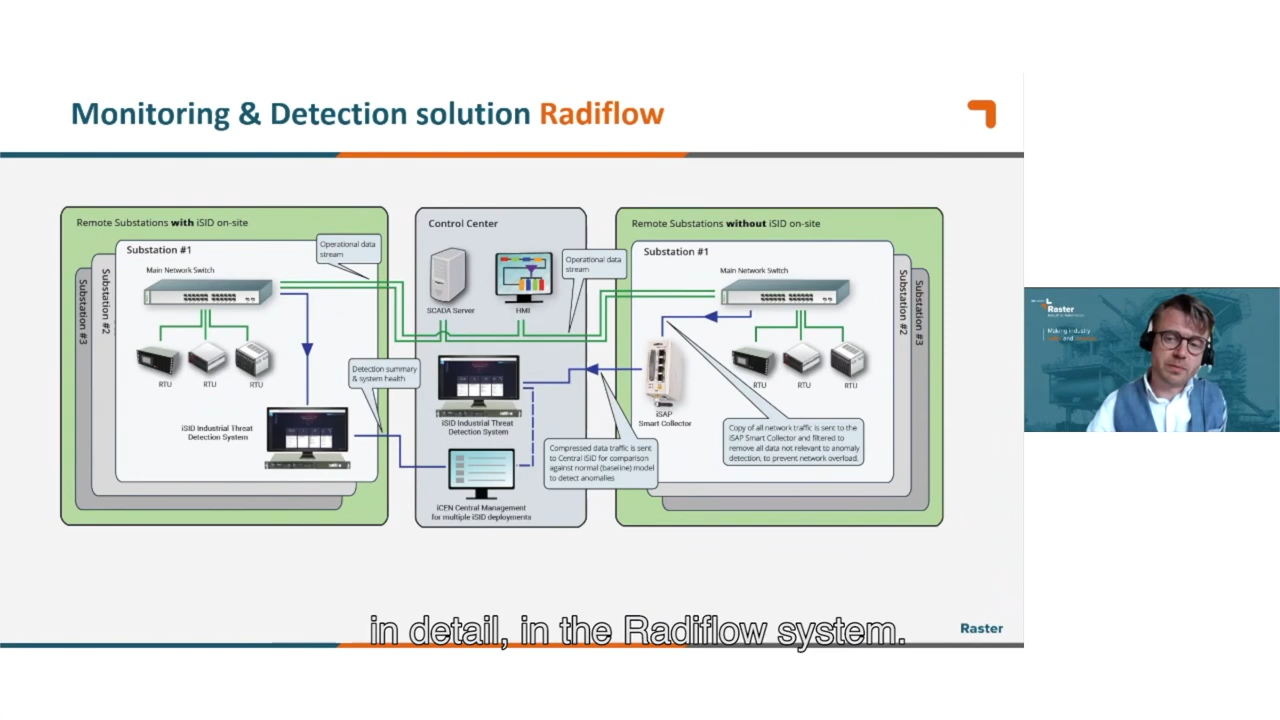 Monitoring & Detection solution Radiflow
Remote Substations with iSID on-site
Substation #1
Substation #2
Substation #3
Main Network Switch
RTU
RTU
RTU
iSID Industrial Threat
Detection System
Operational data
stream
Detection summary
& system health
Control Center
SCADA Server
HMI
iSID Industrial Threat
Detection System
iCEN Central Management
for multiple iSID deployments
Operational data
stream
Compressed data traffic is sent
to Central iSID for comparison
against normal (baseline) model
to detect anomalies
Remote Substations without iSID on-site
Substation #1
Substation #2
Substation #3
Main Network Switch
RTU
RTU
RTU
iSAP
Smart Collector
Copy of all network traffic is sent to the
iSAP Smart Collector and filtered to
remove all data not relevant to anomaly
detection, to prevent network overload.
in detail, in the Radiflow system.
Raster
Raster
Making industry